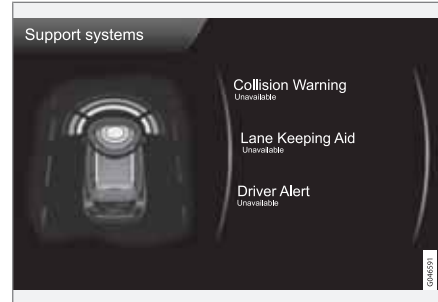 Support systems
Collision Warning
Unavailable
Lane Keeping Aid
Unavailable
Driver Alert
Unavailable
G046591